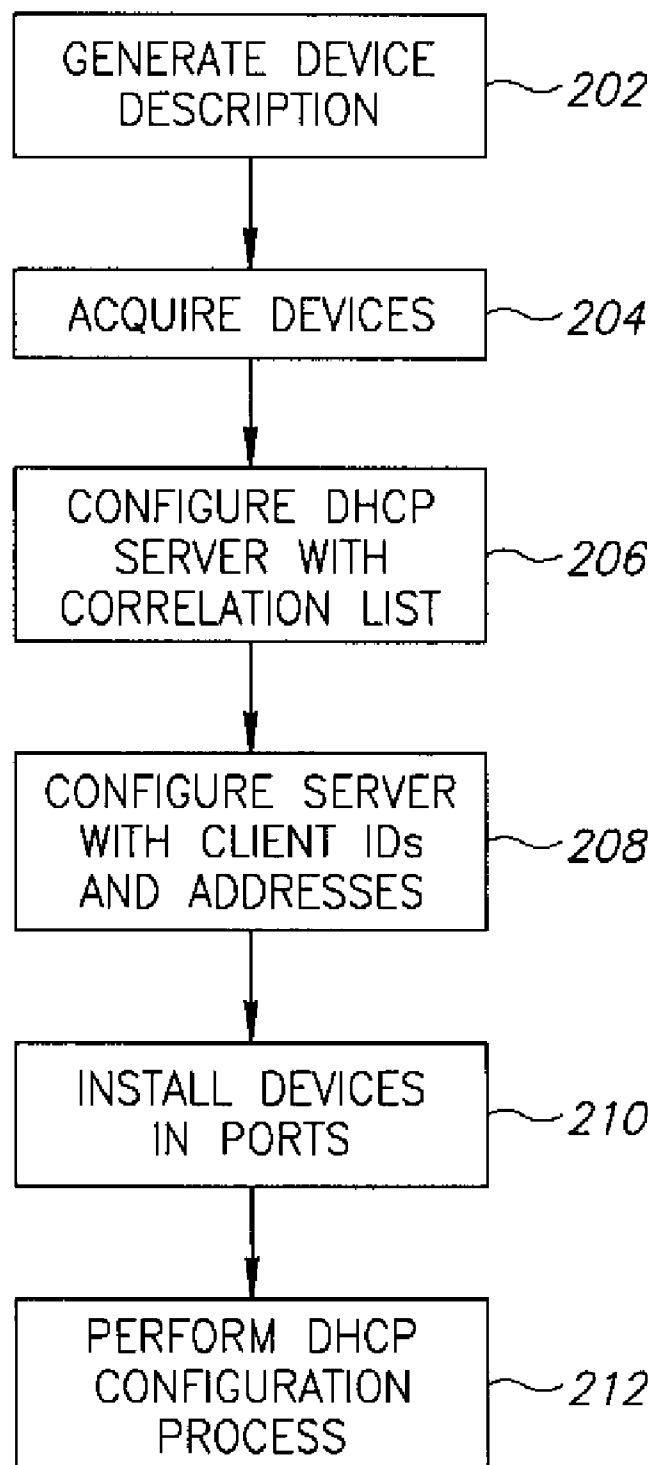 GENERATE DEVICE
DESCRIPTION
202
ACQUIRE DEVICES
204
CONFIGURE DHCP
SERVER WITH
CORRELATION LIST
206
CONFIGURE SERVER
WITH CLIENT IDs
AND ADDRESSES
208
INSTALL DEVICES
IN PORTS
210
PERFORM DHCP
CONFIGURATION
PROCESS
212